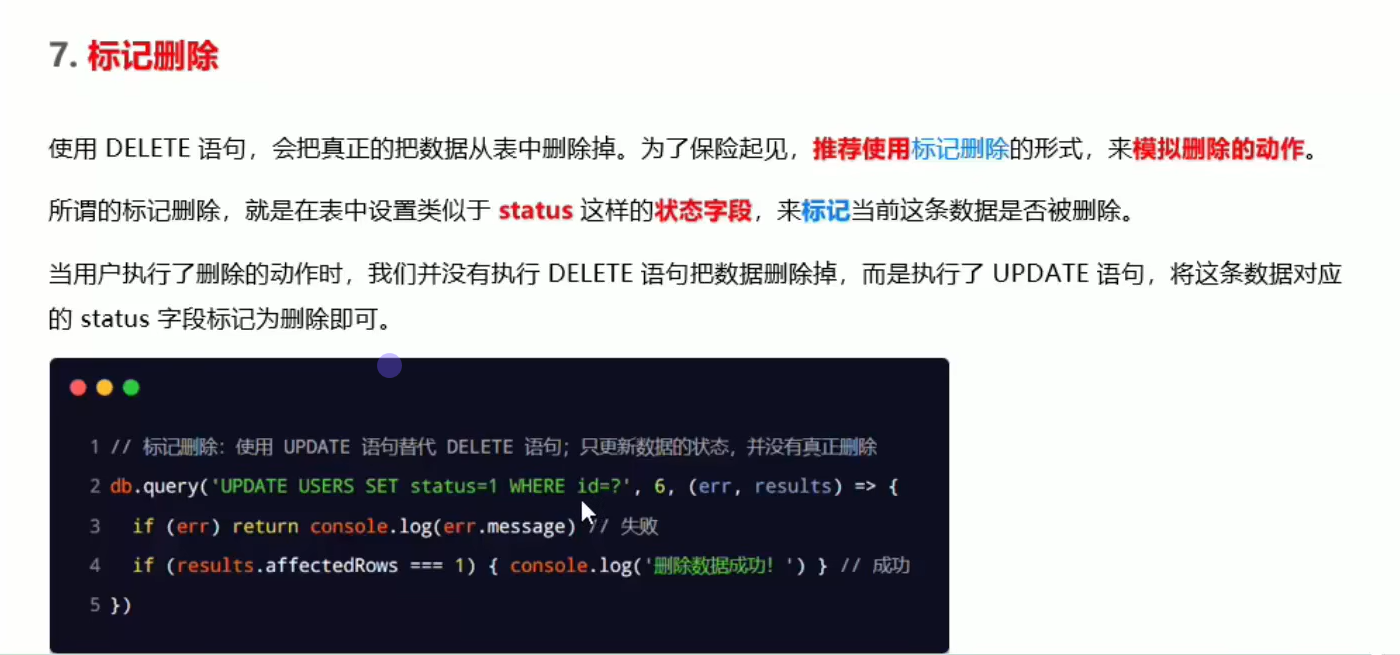 7. 标记删除
使用 DELETE 语句，会把真正的把数据从表中删除掉。为了保险起见，推荐使用标记删除的形式，来模拟删除的动作。
所谓的标记删除，就是在表中设置类似于 status 这样的状态字段，来标记当前这条数据是否被删除。
当用户执行了删除的动作时，我们并没有执行 DELETE 语句把数据删除掉，而是执行了 UPDATE 语句，将这条数据对应
的 status 字段标记为删除即可。
1 // 标记删除：使用 UPDATE 语句替代 DELETE 语句；只更新数据的状态，并没有真正删除
2 db.query('UPDATE USERS SET status=1 WHERE id=?', 6, (err, results) => {
3   if (err) return console.log(err.message) // 失败
4   if (results.affectedRows === 1) { console.log('删除数据成功！') } // 成功
5 })